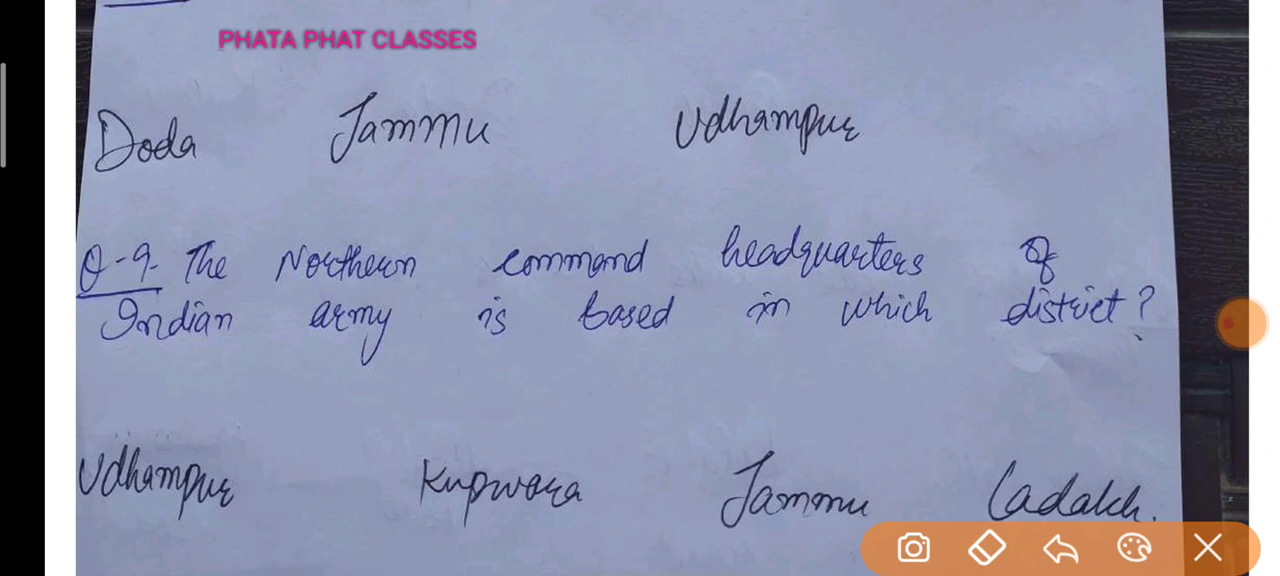 PHATA PHAT CLASSES
Doda Jammu Udhampur
Q-9- The Northern command headquarters of
Indian army is based in which district?
Udhampur Kupwara Jammu Ladakh.